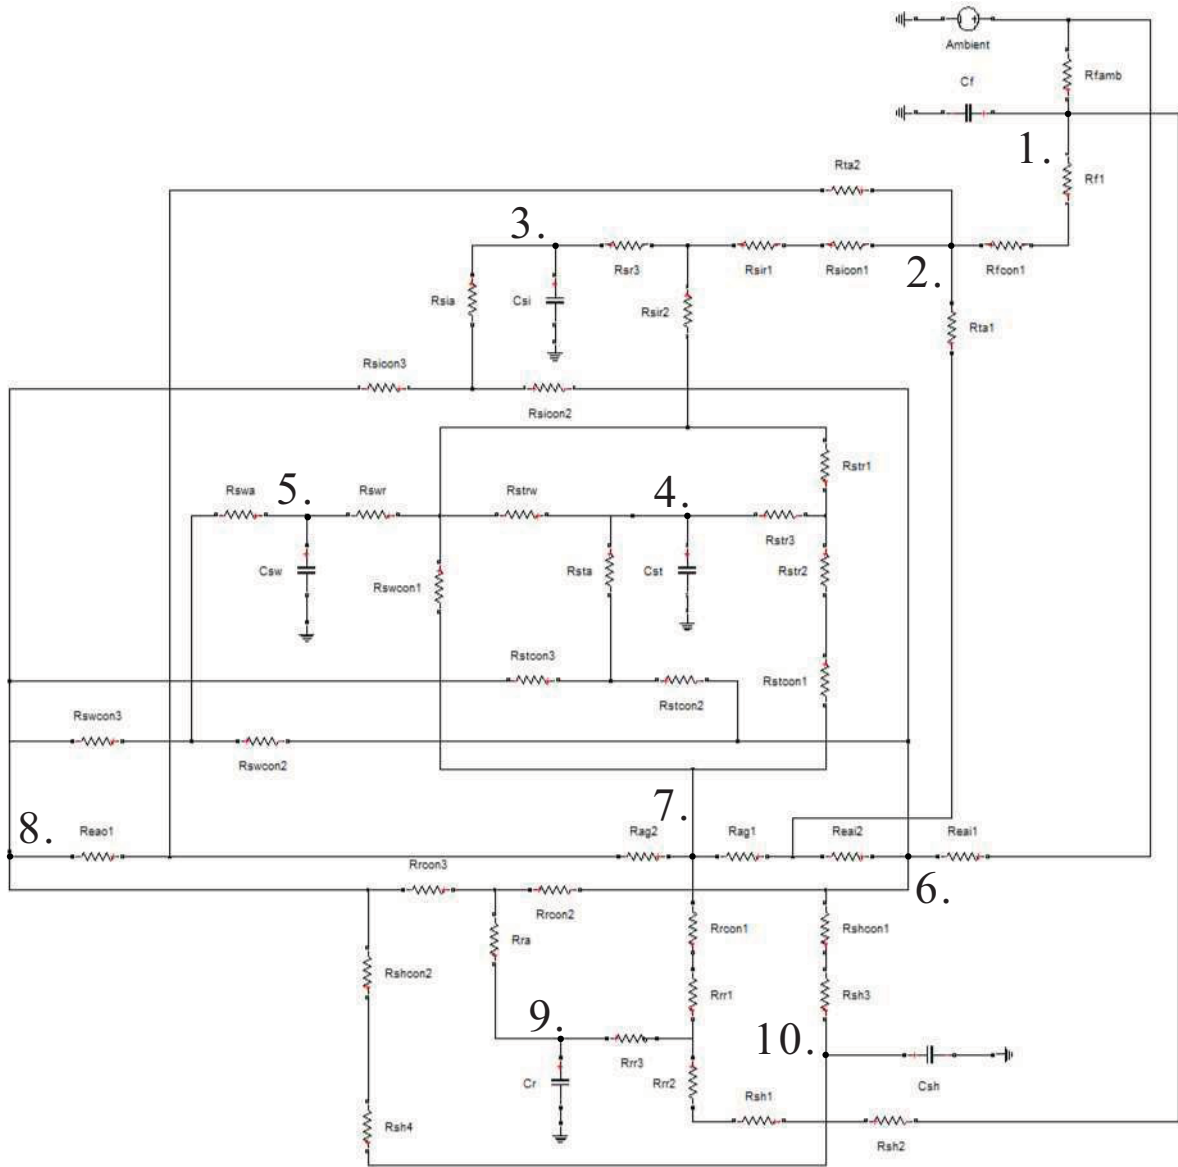 Ambient
Cf
Rfamb
1.
Rta2
Rf1
3.
2.
Rsr3
Rsir1
Rsicon1
Rfcon1
Rsia
Csi
Rsir2
Rta1
Rsicon3
Rsicon2
Rstr1
Rswa
5.
Rswr
Rstrw
4.
Rstr3
Csw
Rswcon1
Rsta
Cst
Rstr2
Rstcon3
Rstcon2
Rstcon1
Rswcon3
Rswcon2
7.
8.
Reao1
Rag2
Rag1
Reai2
Reai1
6.
Rrcon3
Rrcon2
Rra
Rrcon1
Rshcon1
Rshcon2
Rrr1
Rsh3
9.
10.
Rrr3
Cr
Rrr2
Csh
Rsh1
Rsh4
Rsh2